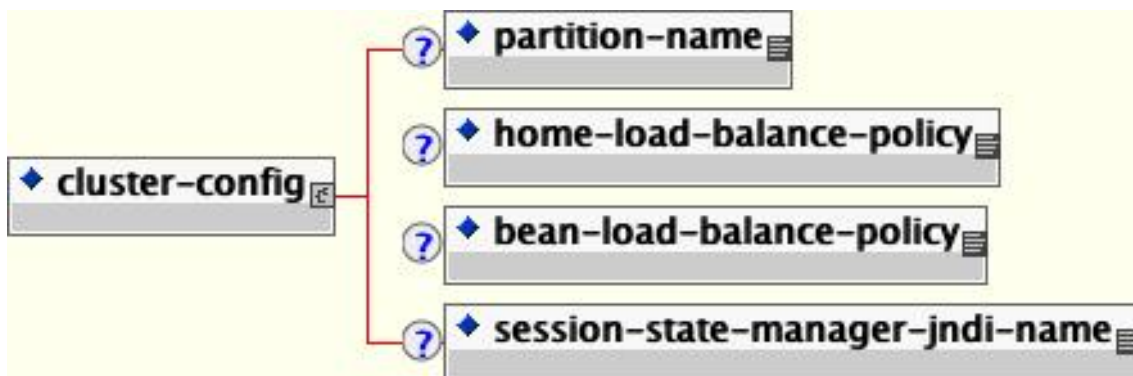 ? partition-name
? home-load-balance-policy
cluster-config
? bean-load-balance-policy
? session-state-manager-jndi-name